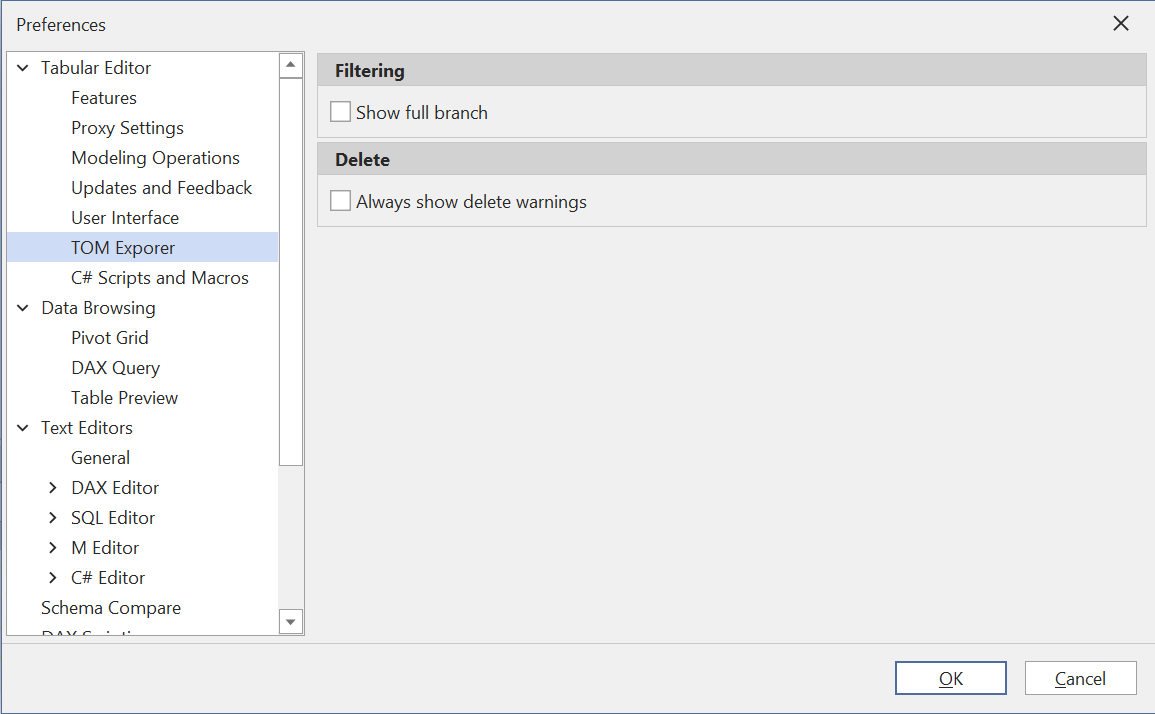 Preferences
Tabular Editor
Features
Proxy Settings
Modeling Operations
Updates and Feedback
User Interface
TOM Exporer
C# Scripts and Macros
Data Browsing
Pivot Grid
DAX Query
Table Preview
Text Editors
General
DAX Editor
SQL Editor
M Editor
C# Editor
Schema Compare
Filtering
Show full branch
Delete
Always show delete warnings
OK
Cancel